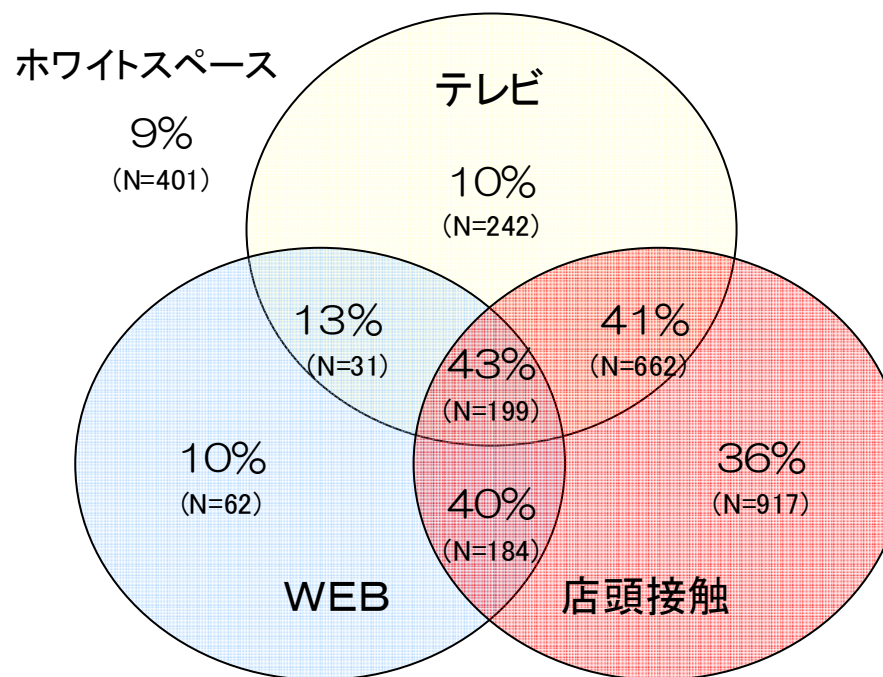 ホワイトスペース
9%
(N=401)
テレビ
10%
(N=242)
13%
(N=31)
43%
(N=199)
41%
(N=662)
10%
(N=62)
40%
(N=184)
36%
(N=917)
WEB
店頭接触